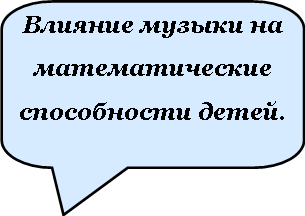 Влияние музыки на
математические
способности детей.